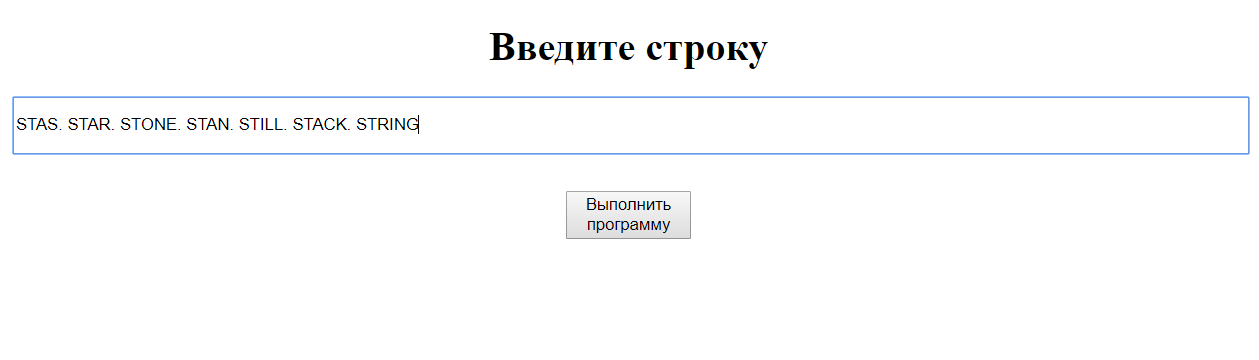 Введите строку
STAS. STAR. STONE. STAN. STILL. STACK. STRING
Выполнить
программу